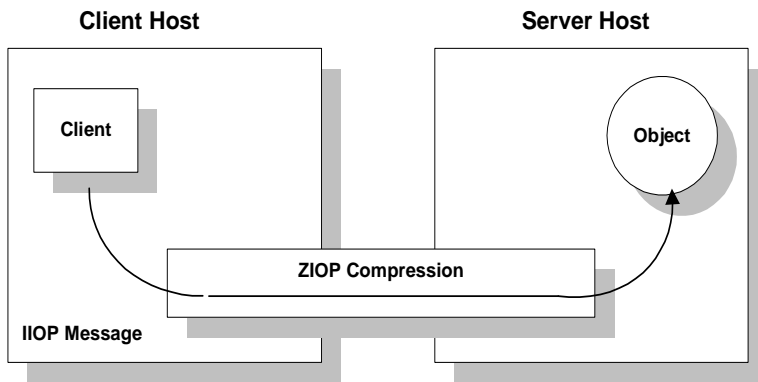 Client Host
Server Host
Client
Object
ZIOP Compression
IIOP Message